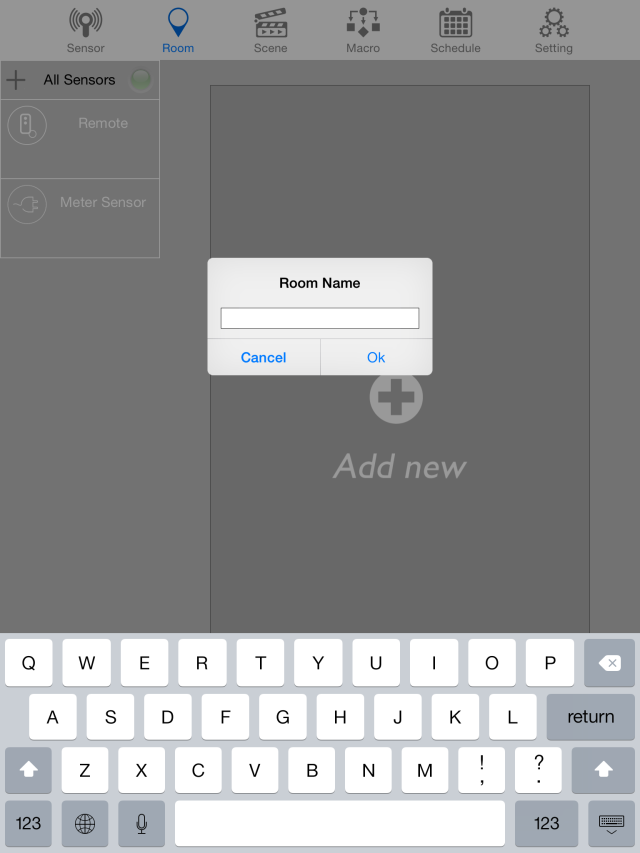 Sensor Room Scene Macro Schedule Setting
All Sensors
Remote
Meter Sensor
Room Name
Cancel Ok
Add new
Q W E R T Y U I O P
A S D F G H J K L return
Z X C V B N M ! , ? .
123 123